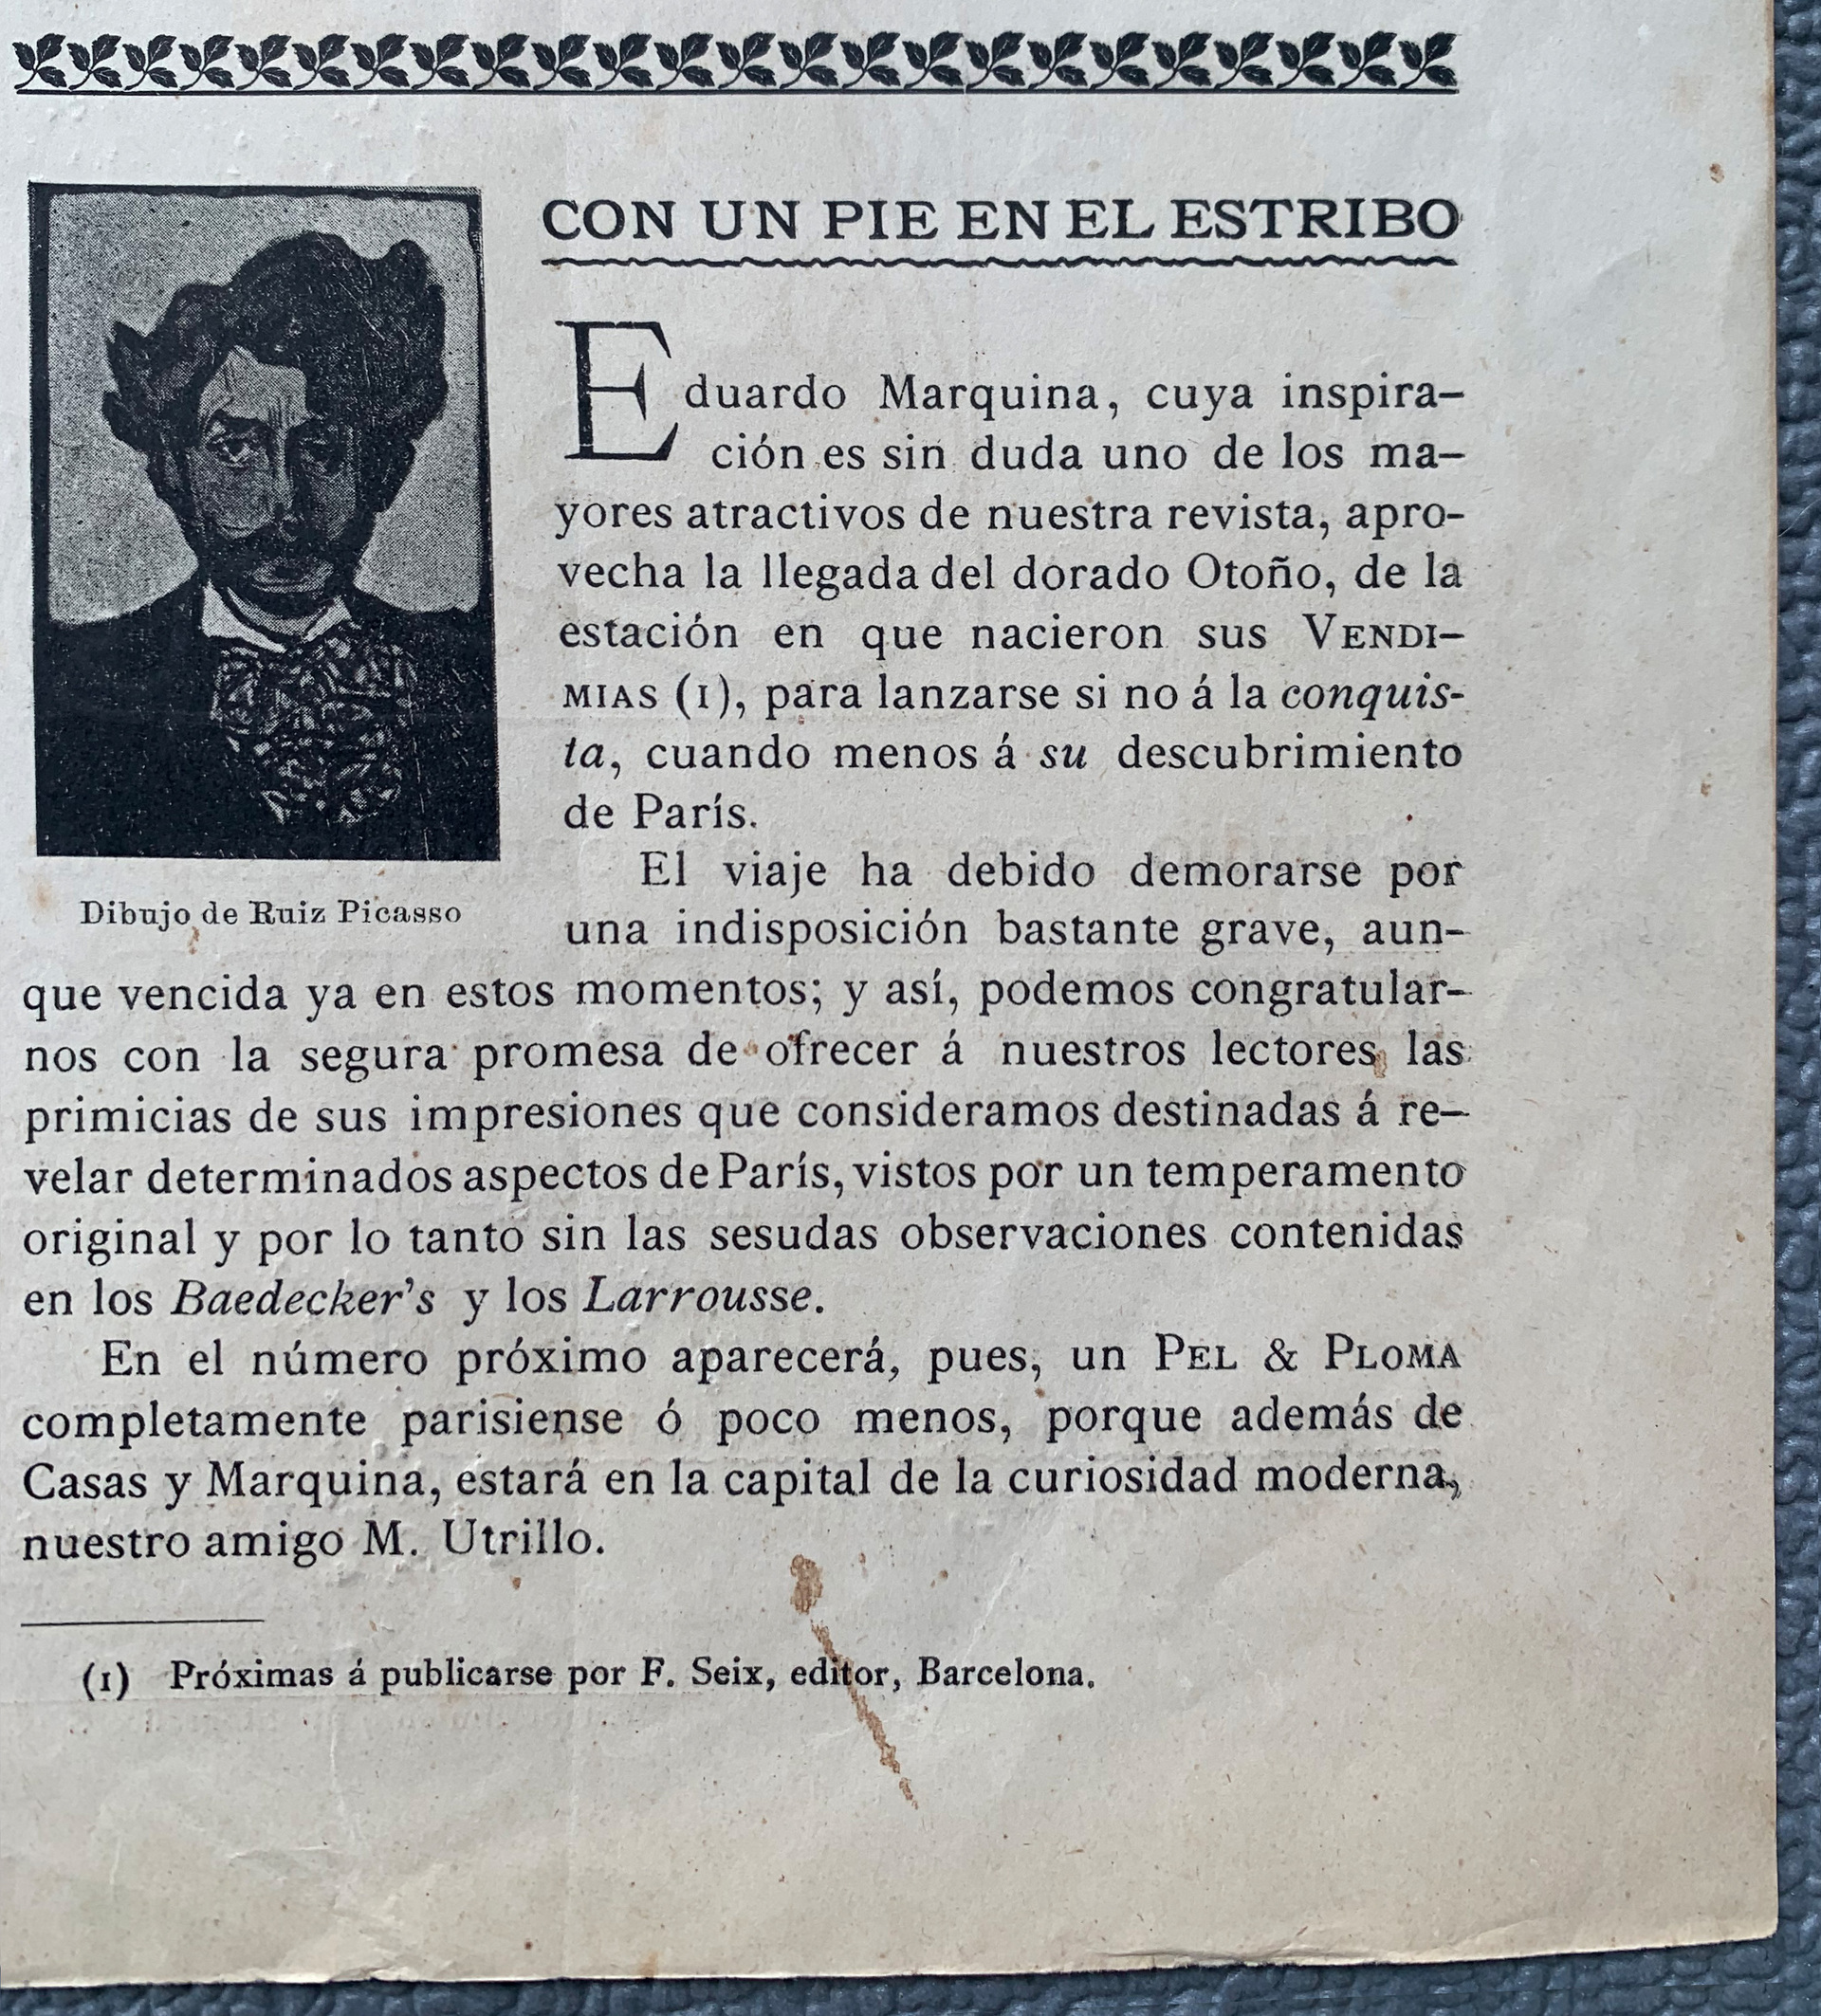 CON UN PIE EN EL ESTRIBO
Eduardo Marquina, cuya inspira-
ción es sin duda uno de los ma-
yores atractivos de nuestra revista, apro-
vecha la llegada del dorado Otoño, de la
estación en que nacieron sus VENDI-
MIAS (1), para lanzarse si no á la conquis-
ta, cuando menos á su descubrimiento
de París.
El viaje ha debido demorarse por
Dibujo de Ruiz Picasso
una indisposición bastante grave, aun-
que vencida ya en estos momentos; y así, podemos congratular-
nos con la segura promesa de ofrecer á nuestros lectores las
primicias de sus impresiones que consideramos destinadas á re-
velar determinados aspectos de París, vistos por un temperamento
original y por lo tanto sin las sesudas observaciones contenidas
en los Baedecker's y los Larrousse.
En el número próximo aparecerá, pues, un PEL & PLOMA
completamente parisiense ó poco menos, porque además de
Casas y Marquina, estará en la capital de la curiosidad moderna,
nuestro amigo M. Utrillo.
(1) Próximas á publicarse por F. Seix, editor, Barcelona.